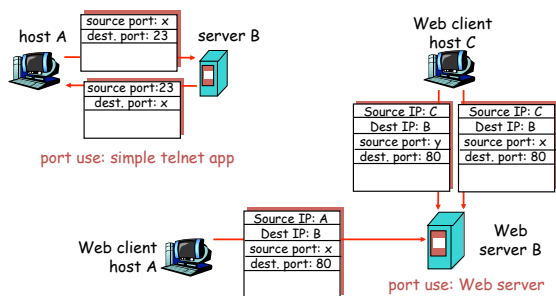 host A
source port: x
dest. port: 23
server B
source port:23
dest. port: x
port use: simple telnet app
Web client
host C
Source IP: C
Dest IP: B
source port: y
dest. port: 80
Source IP: C
Dest IP: B
source port: x
dest. port: 80
Web client
host A
Source IP: A
Dest IP: B
source port: x
dest. port: 80
Web
server B
port use: Web server